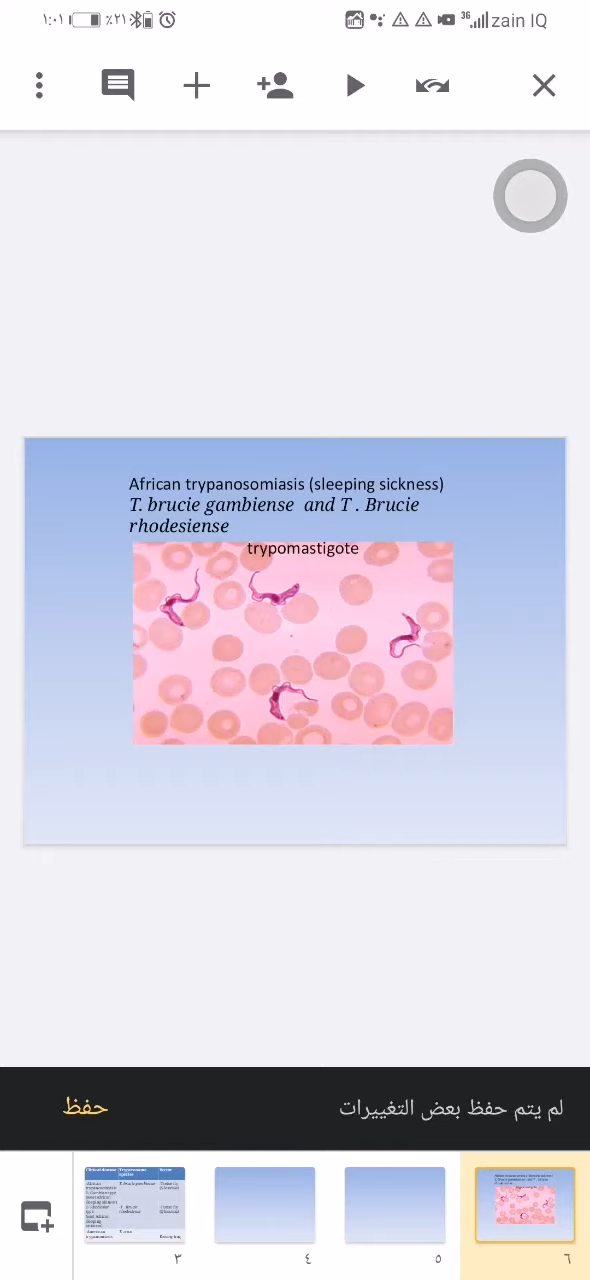 ١:٠١ ٪٢١ 36 zain IQ
African trypanosomiasis (sleeping sickness)
T. brucie gambiense and T . Brucie
rhodesiense
trypomastigote
لم يتم حفظ بعض التغييرات
حفظ
٣
٤
٥
٦